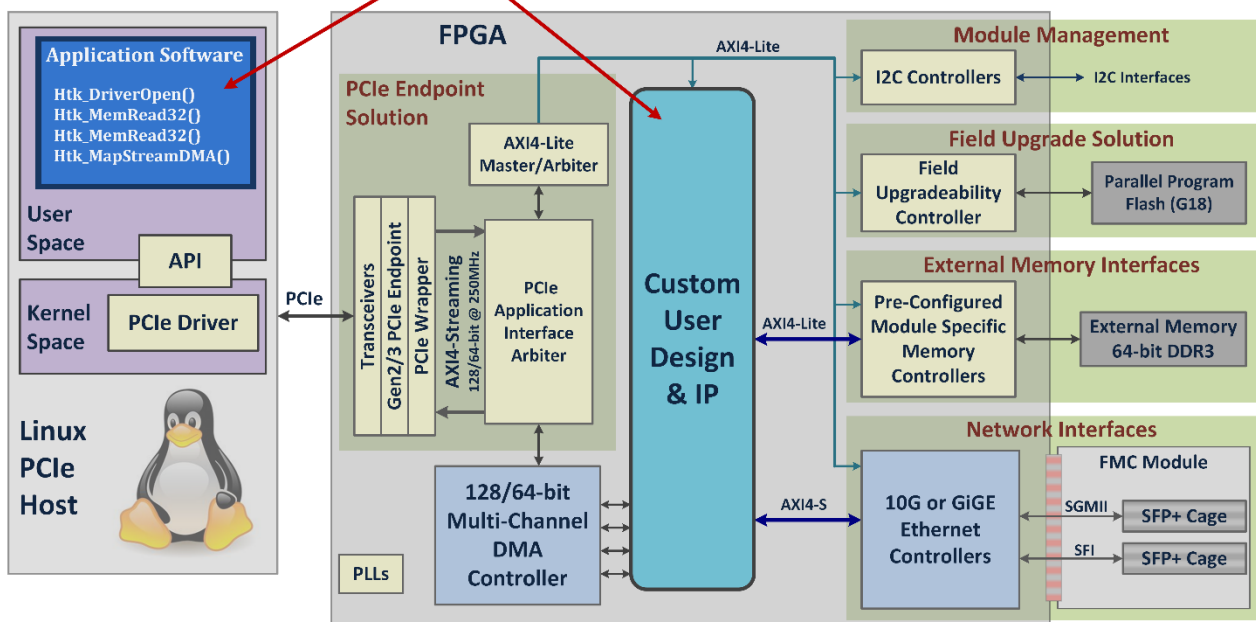 Application Software
Htk_DriverOpen()
Htk_MemRead32()
Htk_MemRead32()
Htk_MapStreamDMA()
User
Space
API
Kernel
Space
PCIe Driver
Linux
PCIe
Host
PCIe
FPGA
PCIe Endpoint
Solution
AXI4-Lite
Master/Arbiter
Transceivers
Gen2/3 PCIe Endpoint
PCIe Wrapper
AXI4-Streaming
128/64-bit @ 250MHz
PCIe
Application
Interface
Arbiter
128/64-bit
Multi-Channel
DMA
Controller
PLLs
Custom
User
Design
& IP
AXI4-Lite
AXI4-Lite
AXI4-S
Module Management
I2C Controllers
I2C Interfaces
Field Upgrade Solution
Field
Upgradeability
Controller
Parallel Program
Flash (G18)
External Memory Interfaces
Pre-Configured
Module Specific
Memory
Controllers
External Memory
64-bit DDR3
Network Interfaces
10G or GiGE
Ethernet
Controllers
FMC Module
SGMII
SFP+ Cage
SFI
SFP+ Cage